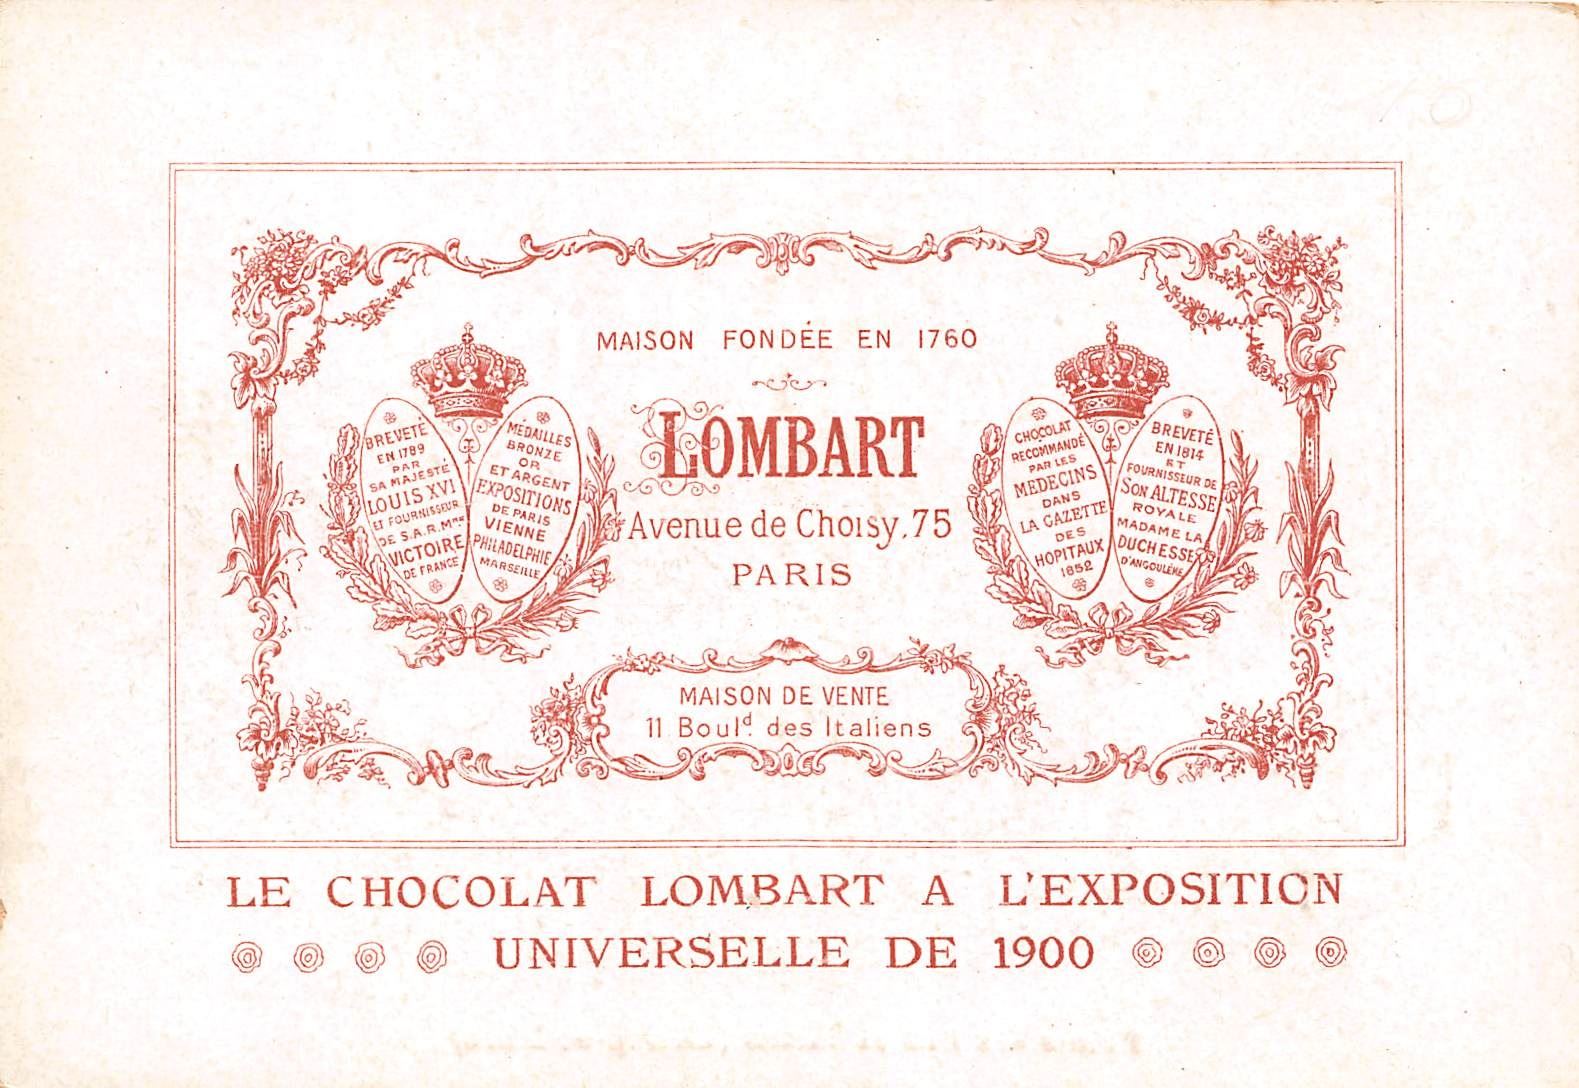 MAISON FONDÉE EN 1760
LOMBART
Avenue de Choisy, 75
PARIS
BREVETÉ
EN 1789
PAR
SA MAJESTÉ
LOUIS XVI
ET FOURNISSEUR
DE S.A.R. Mme
VICTOIRE
DE FRANCE
MÉDAILLES
BRONZE
OR
ET ARGENT
EXPOSITIONS
DE PARIS
VIENNE
PHILADELPHIE
MARSEILLE
CHOCOLAT
RECOMMANDÉ
PAR LES
MEDECINS
DANS
LA GAZETTE
DES
HOPITAUX
1852
BREVETÉ
EN 1814
ET
FOURNISSEUR DE
SON ALTESSE
ROYALE
MADAME LA
DUCHESSE
D'ANGOULÊME
MAISON DE VENTE
11 Boul.d des Italiens
LE CHOCOLAT LOMBART A L'EXPOSITION
UNIVERSELLE DE 1900